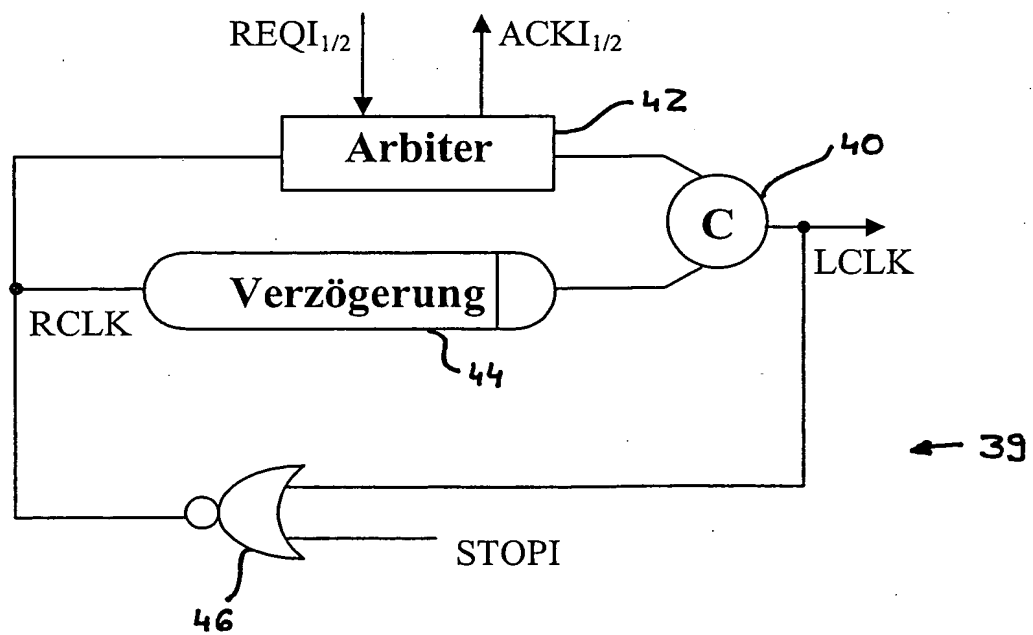 REQI1/2
ACKI1/2
42
Arbiter
40
C
LCLK
Verzögerung
RCLK
44
39
STOPI
46